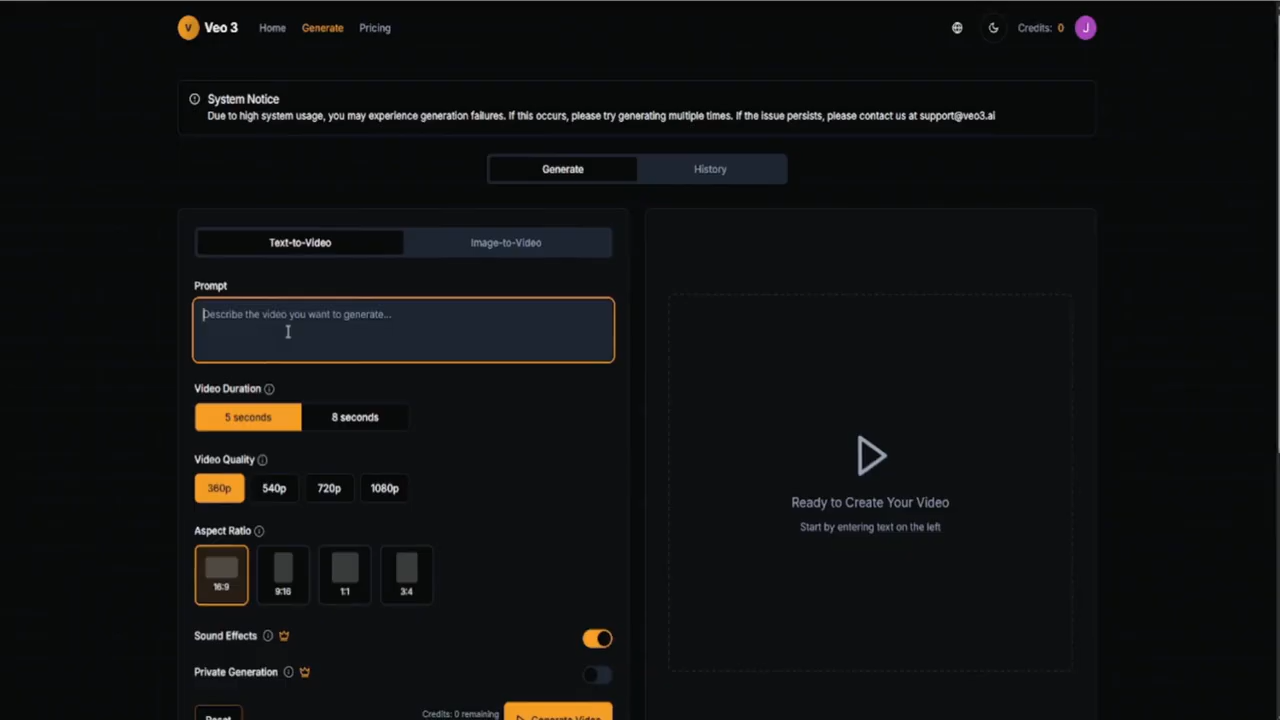 V Veo 3 Home Generate Pricing Credits: 0 J
System Notice
Due to high system usage, you may experience generation failures. If this occurs, please try generating multiple times. If the issue persists, please contact us at support@veo3.ai
Generate History
Text-to-Video Image-to-Video
Prompt
Describe the video you want to generate...
Video Duration
5 seconds 8 seconds
Video Quality
360p 540p 720p 1080p
Aspect Ratio
16:9 9:16 1:1 3:4
Sound Effects
Private Generation
Reset Credits: 0 remaining Generate Video
Ready to Create Your Video
Start by entering text on the left